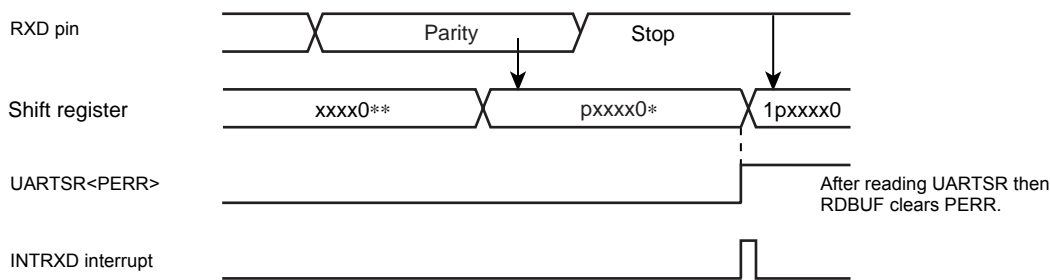 RXD pin
Parity
Stop
Shift register
xxxx0**
pxxxx0*
1pxxxx0
UARTSR<PERR>
After reading UARTSR then
RDBUF clears PERR.
INTRXD interrupt